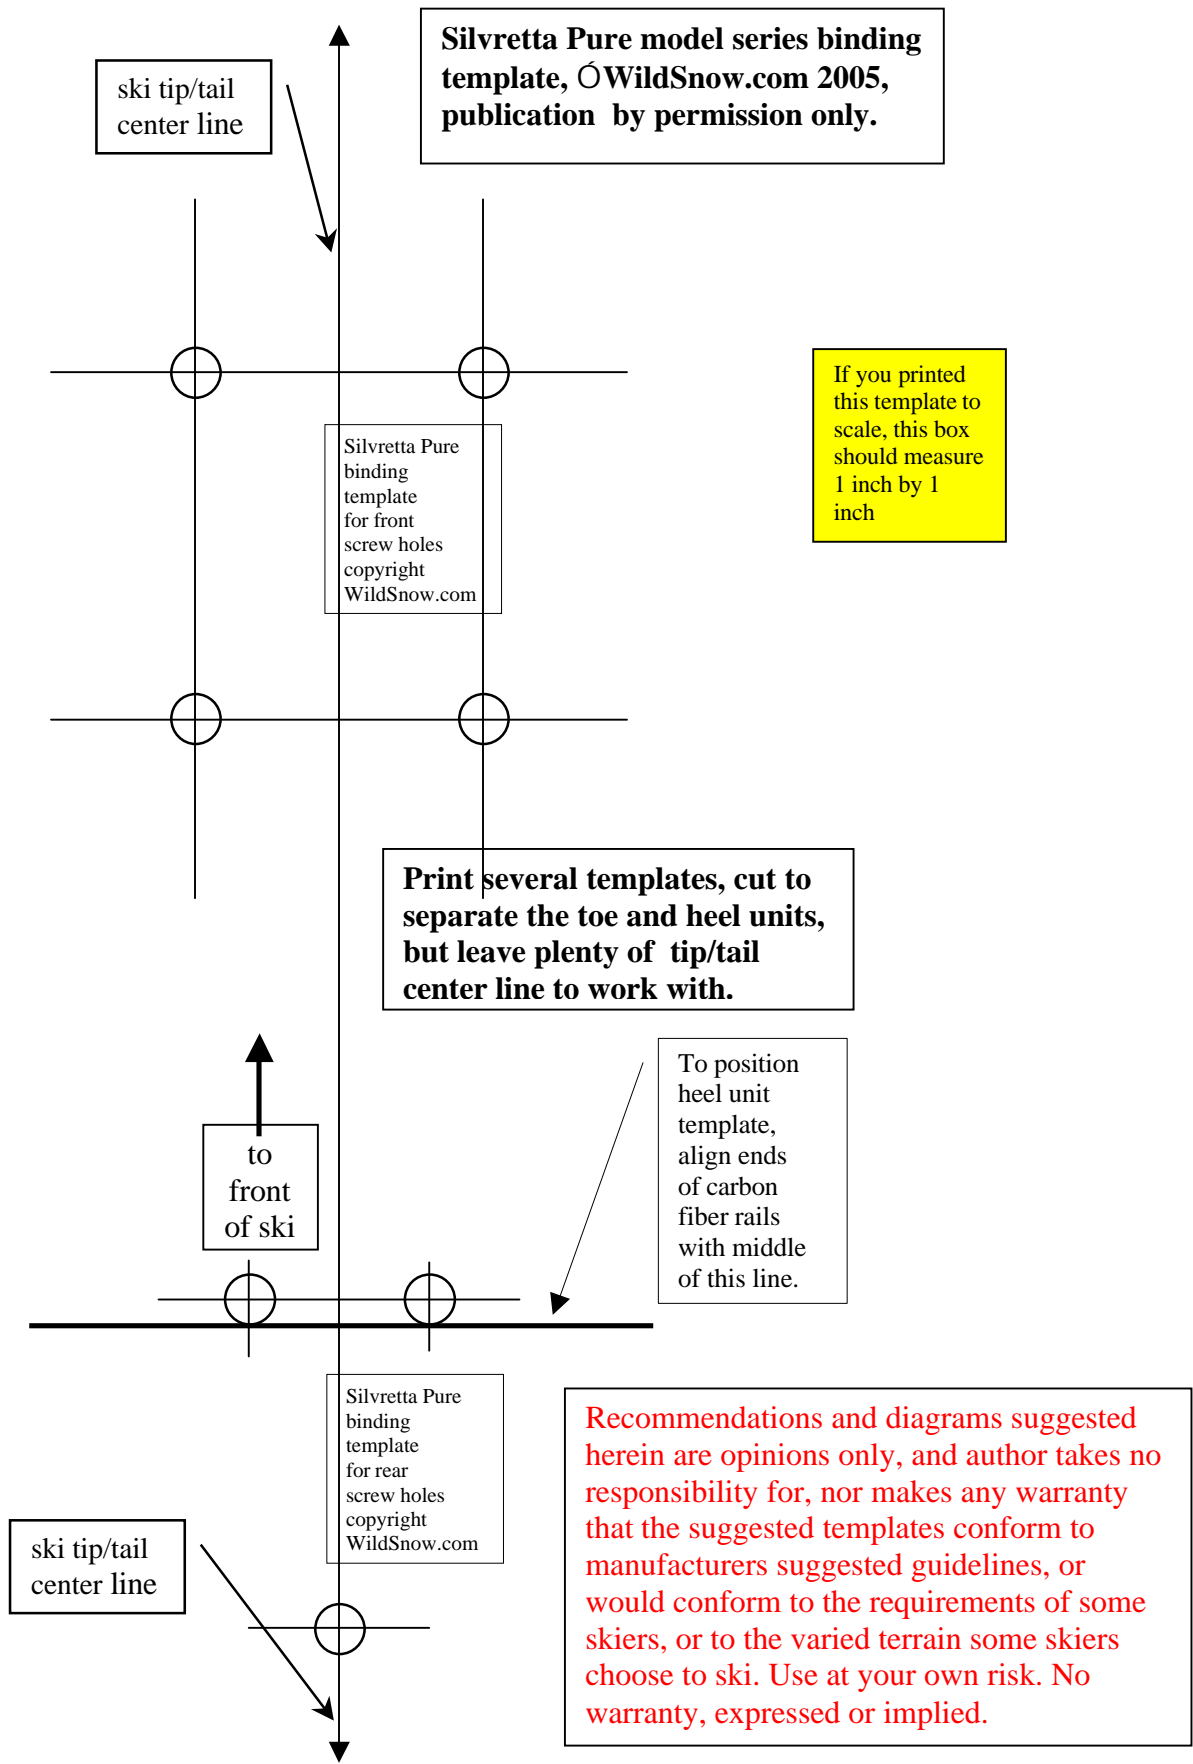 Silvretta Pure model series binding
template, ÓWildSnow.com 2005,
publication by permission only.
ski tip/tail
center line
If you printed
this template to
scale, this box
should measure
1 inch by 1
inch
Silvretta Pure
binding
template
for front
screw holes
copyright
WildSnow.com
Print several templates, cut to
separate the toe and heel units,
but leave plenty of tip/tail
center line to work with.
To position
heel unit
template,
align ends
of carbon
fiber rails
with middle
of this line.
to
front
of ski
Silvretta Pure
binding
template
for rear
screw holes
copyright
WildSnow.com
Recommendations and diagrams suggested
herein are opinions only, and author takes no
responsibility for, nor makes any warranty
that the suggested templates conform to
manufacturers suggested guidelines, or
would conform to the requirements of some
skiers, or to the varied terrain some skiers
choose to ski. Use at your own risk. No
warranty, expressed or implied.
ski tip/tail
center line